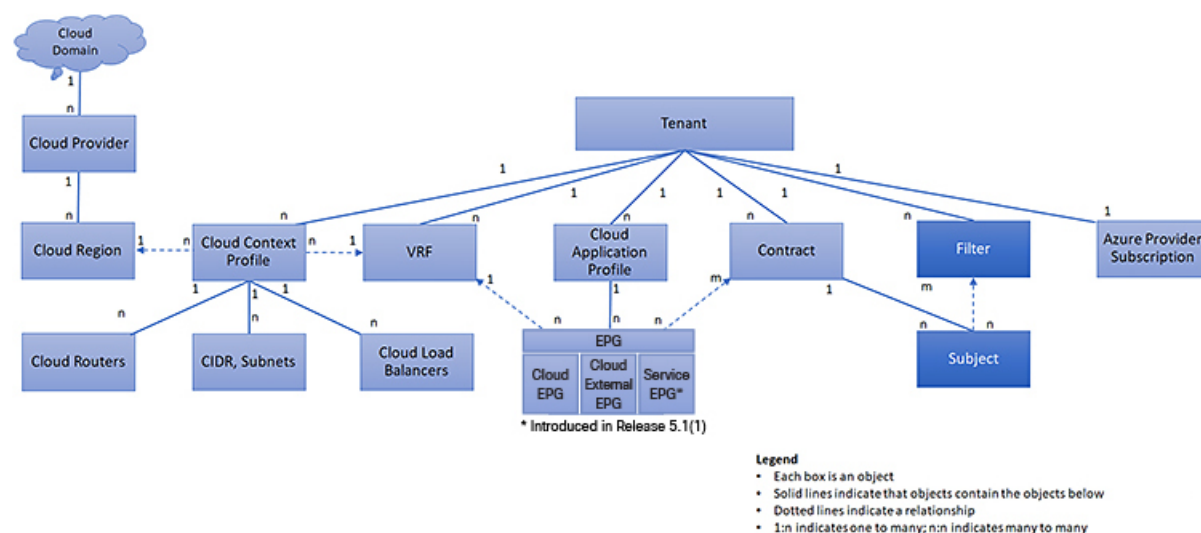 Cloud
Domain
1
n
Cloud Provider
Tenant
1
n
1
1
1
1
1
1
n
n
n
n
n
1
Cloud Region
1
n
Cloud Context
Profile
n
1
VRF
Cloud
Application
Profile
Contract
Filter
Azure Provider
Subscription
1
1
1
1
1
m
1
m
n
n
n
n
n
n
n
n
Cloud Routers
CIDR, Subnets
Cloud Load
Balancers
EPG
Cloud
EPG
Cloud
External
EPG
Service
EPG*
Subject
* Introduced in Release 5.1(1)
Legend
• Each box is an object
• Solid lines indicate that objects contain the objects below
• Dotted lines indicate a relationship
• 1:n indicates one to many; n:n indicates many to many